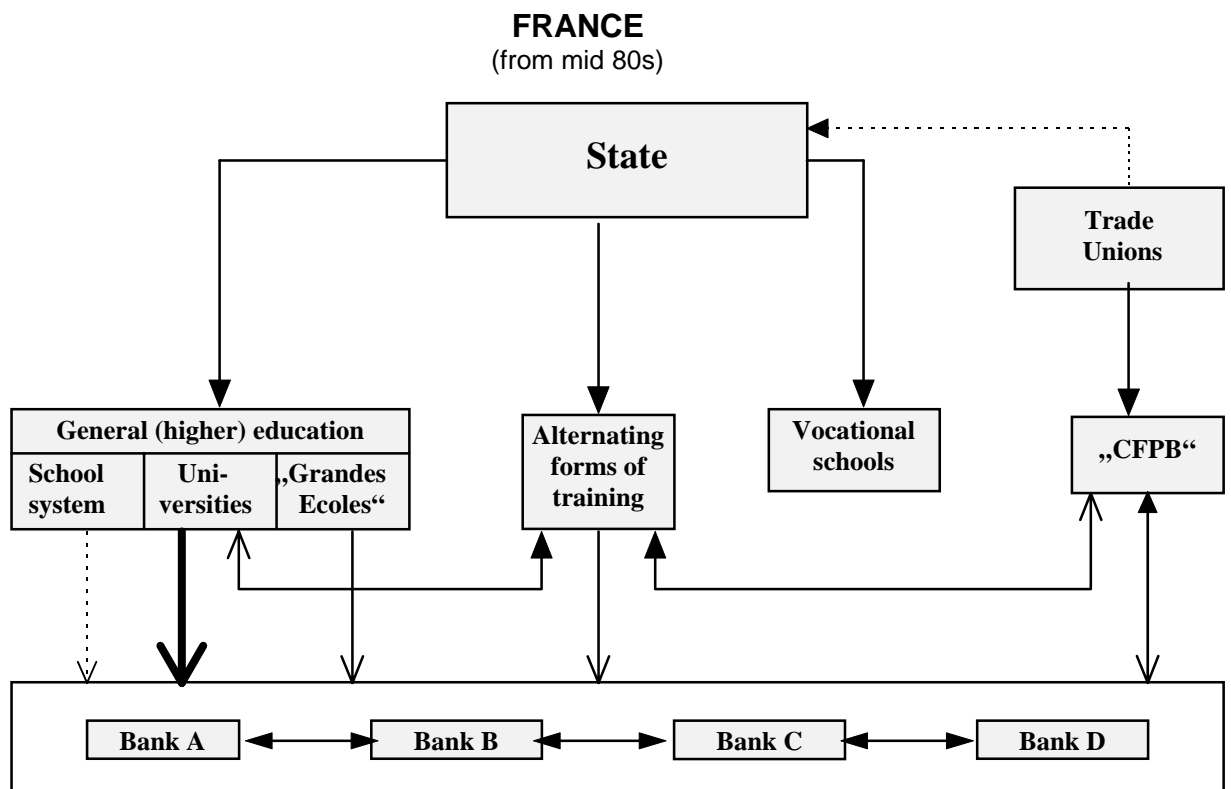 FRANCE
(from mid 80s)
State
Trade
Unions
General (higher) education
School
system
Uni-
versities
„Grandes
Ecoles“
Alternating
forms of
training
Vocational
schools
„CFPB“
Bank A
Bank B
Bank C
Bank D